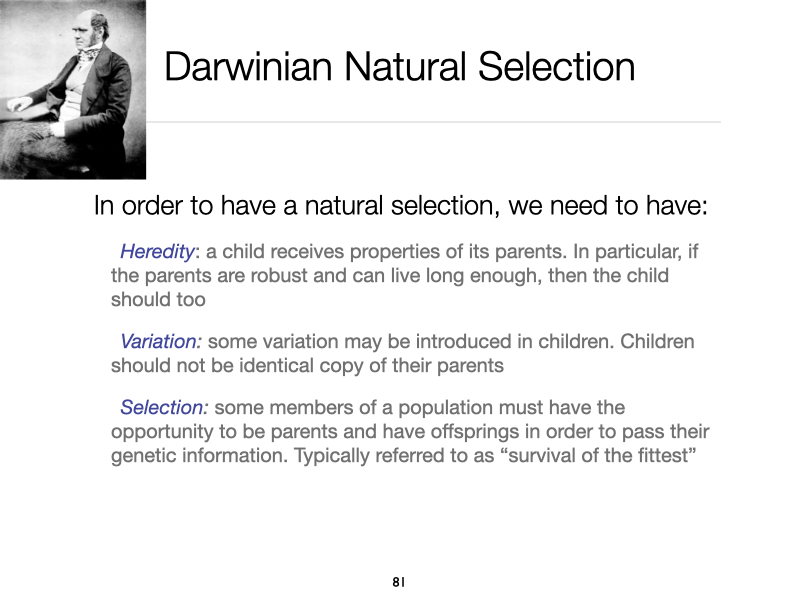 Darwinian Natural Selection
In order to have a natural selection, we need to have:
Heredity: a child receives properties of its parents. In particular, if
the parents are robust and can live long enough, then the child
should too
Variation: some variation may be introduced in children. Children
should not be identical copy of their parents
Selection: some members of a population must have the
opportunity to be parents and have offsprings in order to pass their
genetic information. Typically referred to as “survival of the fittest”
81